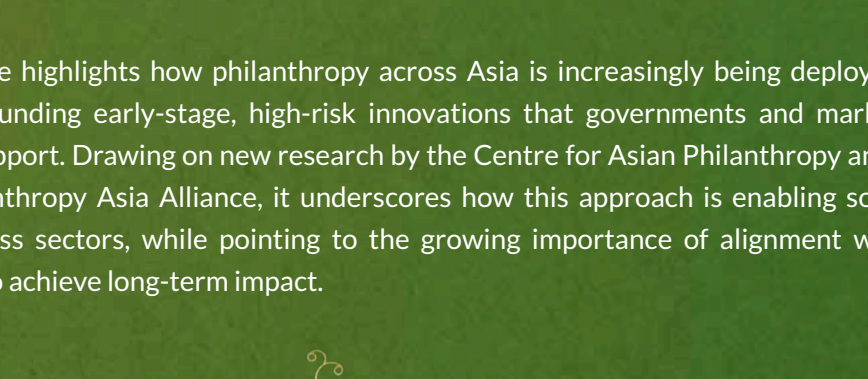 e highlights how philanthropy across Asia is increasingly being deploy
unding early-stage, high-risk innovations that governments and mar
pport. Drawing on new research by the Centre for Asian Philanthropy a
nthropy Asia Alliance, it underscores how this approach is enabling sc
ss sectors, while pointing to the growing importance of alignment w
o achieve long-term impact.